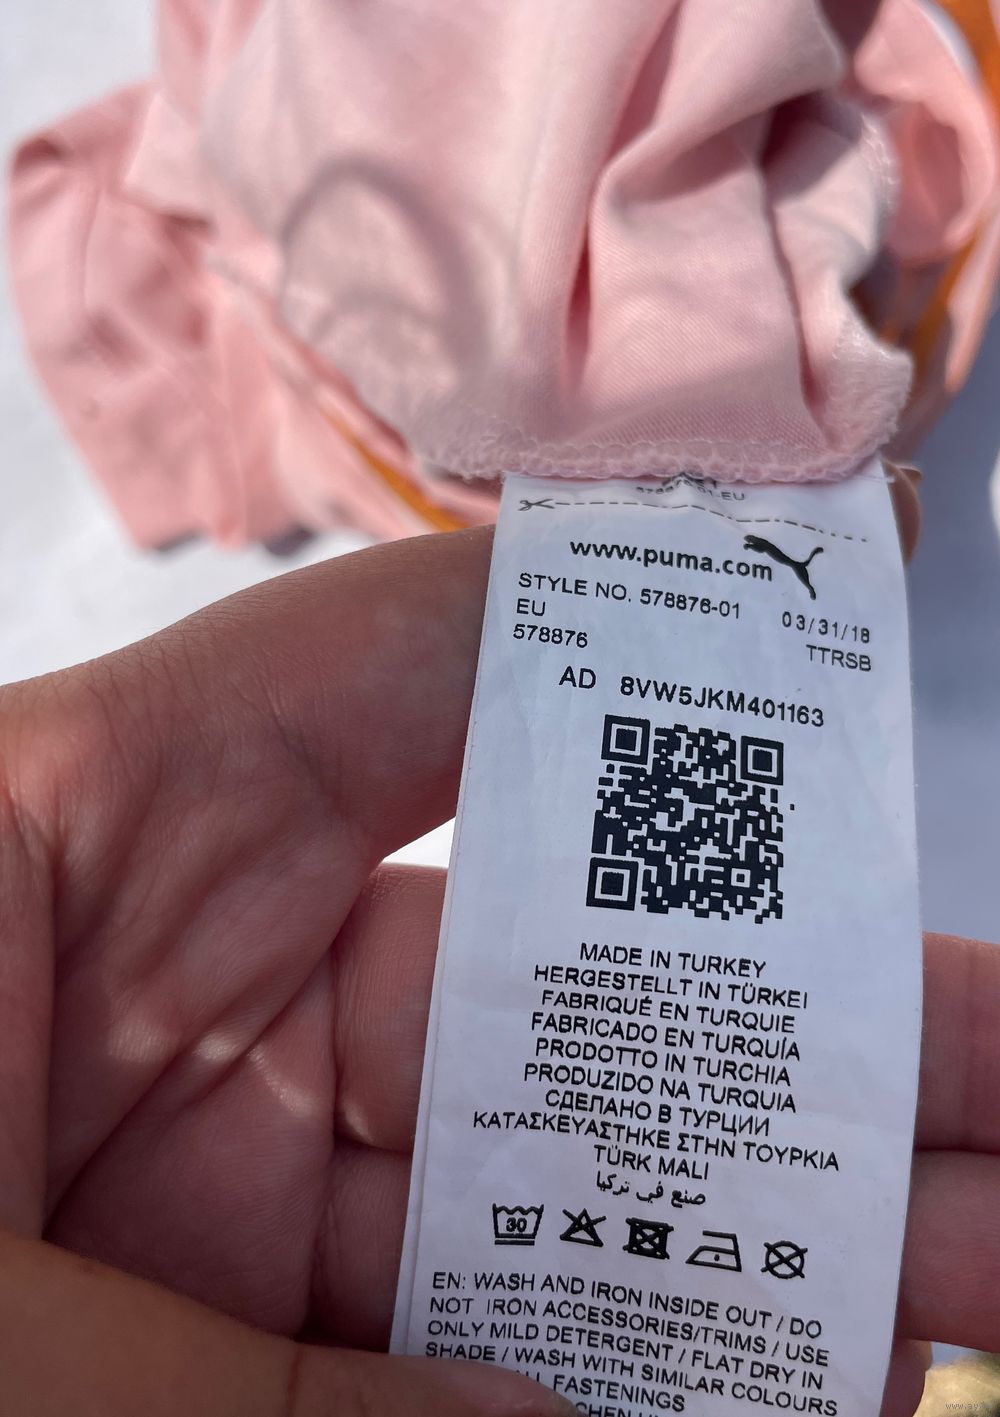 578876-01-EU
www.puma.com
STYLE NO. 578876-01 03/31/18
EU TTRSB
578876
AD 8VW5JKM401163
MADE IN TURKEY
HERGESTELLT IN TÜRKEI
FABRIQUÉ EN TURQUIE
FABRICADO EN TURQUÍA
PRODOTTO IN TURCHIA
PRODUZIDO NA TURQUIA
СДЕЛАНО В ТУРЦИИ
ΚΑΤΑΣΚΕΥΑΣΤΗΚΕ ΣΤΗΝ ΤΟΥΡΚΙΑ
TÜRK MALI
صنع في تركيا
30
EN: WASH AND IRON INSIDE OUT / DO
NOT IRON ACCESSORIES/TRIMS / USE
ONLY MILD DETERGENT / FLAT DRY IN
SHADE / WASH WITH SIMILAR COLOURS
FASTENINGS